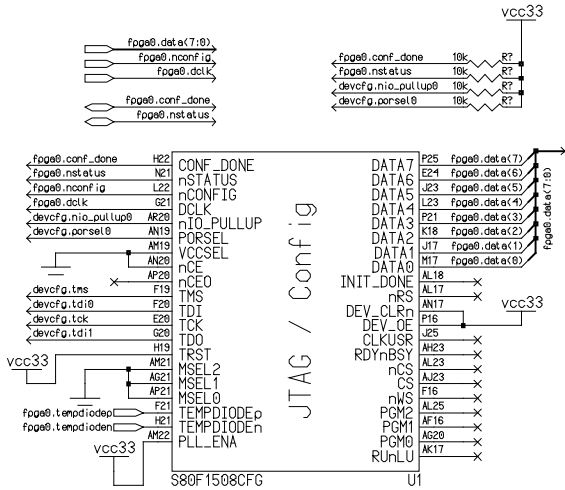 vcc33
fpga0.data(7:0)
fpga0.nconfig
fpga0.dclk
fpga0.conf_done
fpga0.nstatus
fpga0.conf_done 10k R?
fpga0.nstatus 10k R?
devcfg.nio_pullup0 10k R?
devcfg.porsel0 10k R?
fpga0.conf_done H22 CONF_DONE DATA7 P25 fpga0.data(7)
fpga0.nstatus N21 nSTATUS DATA6 E24 fpga0.data(6)
fpga0.nconfig L22 nCONFIG DATA5 J23 fpga0.data(5)
fpga0.dclk G21 DCLK DATA4 L23 fpga0.data(4)
devcfg.nio_pullup0 AR20 nIO_PULLUP DATA3 P21 fpga0.data(3)
devcfg.porsel0 AN19 PORSEL DATA2 K18 fpga0.data(2)
AM19 VCCSEL DATA1 J17 fpga0.data(1)
AN20 nCE DATA0 M17 fpga0.data(0)
fpga0.data(7:0)
AP20 nCEO INIT_DONE AL18
devcfg.tms F19 TMS nRS AL17
devcfg.tdi0 F20 TDI DEV_CLRn AN17 vcc33
devcfg.tck E20 TCK DEV_OE P16
devcfg.tdi1 G20 TDO CLKUSR J25
vcc33 H19 TRST RDYnBSY AH23
AM21 MSEL2 nCS AL23
AG21 MSEL1 CS AJ23
AP21 MSEL0 nWS F16
fpga0.tempdiodep F21 TEMPDIODEp PGM2 AL25
fpga0.tempdioden H21 TEMPDIODEn PGM1 AF16
vcc33 AM22 PLL_ENA PGM0 AG20
RUnLU AK17
JTAG / Config
S80F1508CFG U1